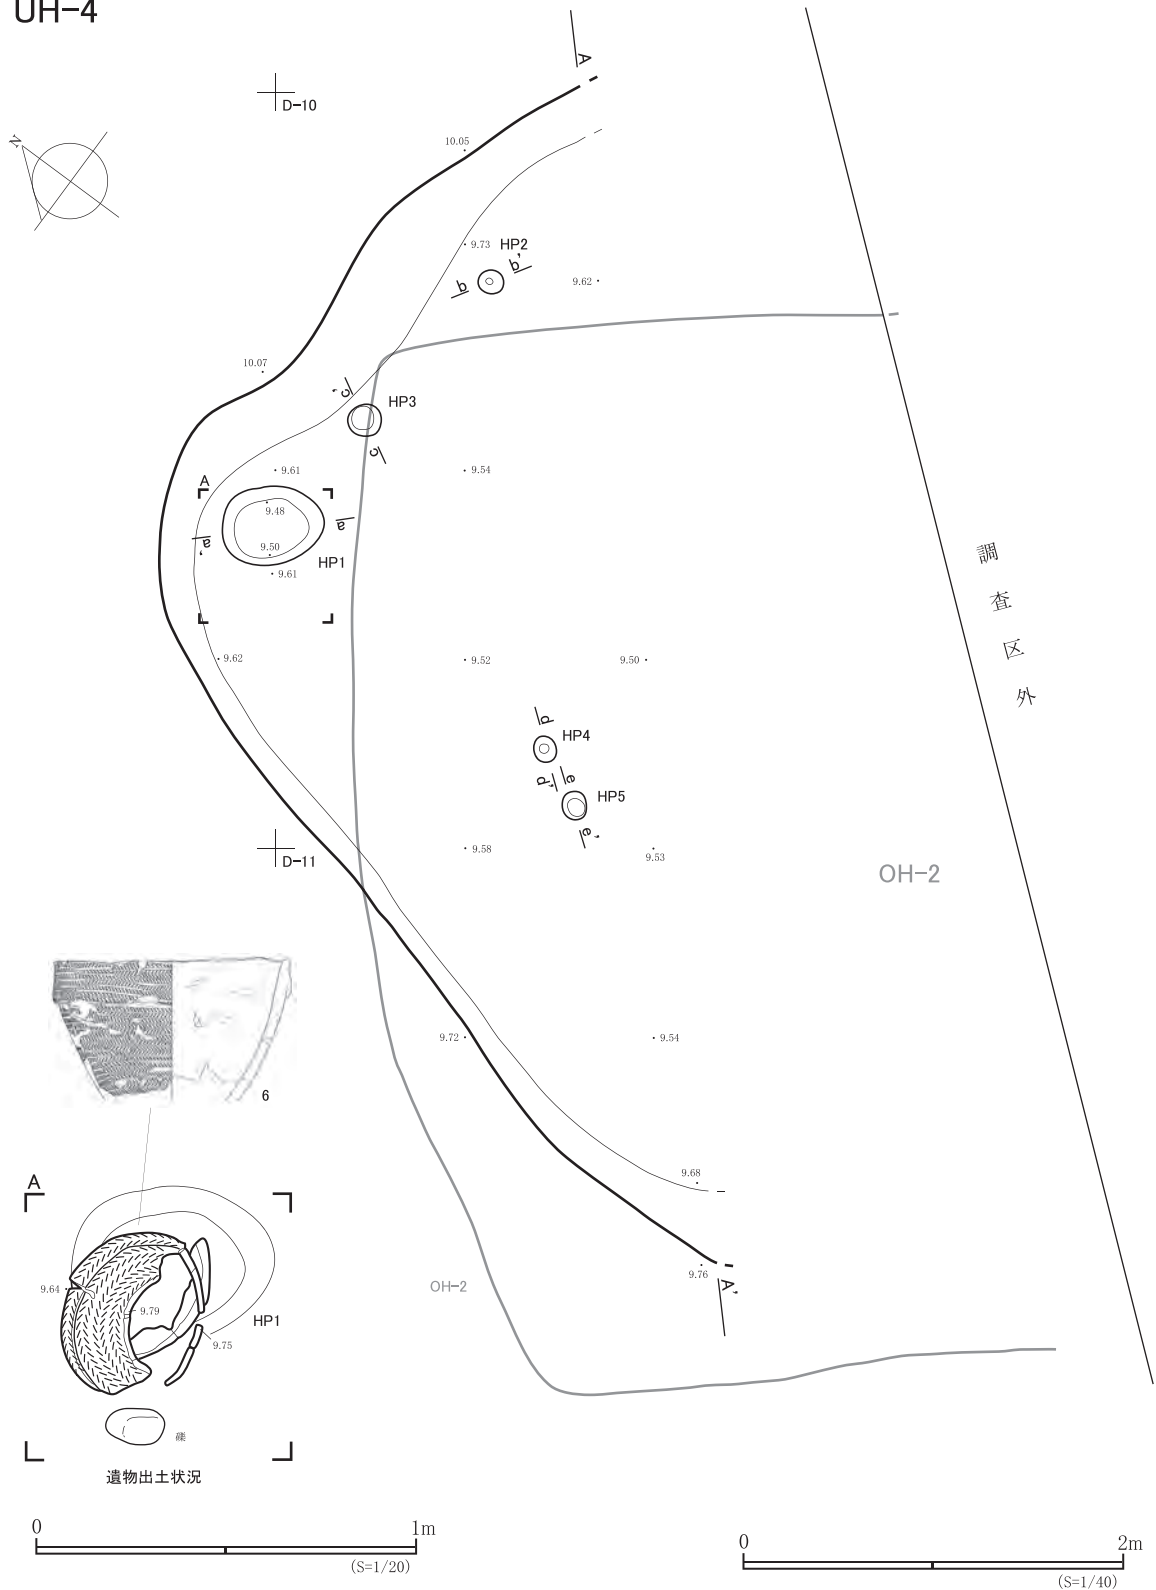 UH-4
A
D-10
N
10.05
9.73
HP2
b
b'
9.62
10.07
c'
HP3
c
9.61
9.54
A
9.48
a
a'
9.50
HP1
9.61
調査区外
9.62
9.52
9.50
d
HP4
d'
e
HP5
e'
D-11
9.58
9.53
OH-2
9.72
9.54
6
9.68
A
9.76
A'
OH-2
9.64
9.79
HP1
9.75
礫
遺物出土状況
0 1m
(S=1/20)
0 2m
(S=1/40)